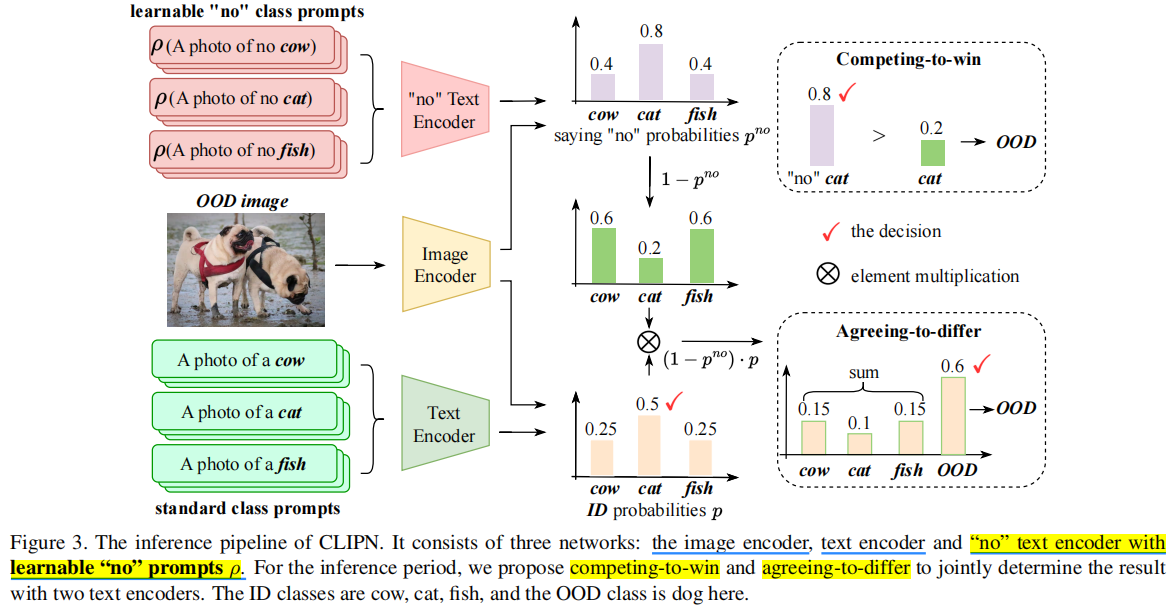 learnable "no" class prompts
ρ(A photo of no cow)
ρ(A photo of no cat)
ρ(A photo of no fish)
"no" Text
Encoder
0.4
0.8
0.4
cow cat fish
saying "no" probabilities p^{no}
Competing-to-win
0.8
>
0.2
OOD
"no" cat
cat
1 − p^{no}
OOD image
Image
Encoder
0.6
0.2
0.6
cow cat fish
the decision
element multiplication
(1 − p^{no}) · p
A photo of a cow
A photo of a cat
A photo of a fish
standard class prompts
Text
Encoder
0.25
0.5
0.25
cow cat fish
ID probabilities p
Agreeing-to-differ
sum
0.15
0.1
0.15
0.6
OOD
cow cat fish OOD
Figure 3. The inference pipeline of CLIPN. It consists of three networks: the image encoder, text encoder and “no” text encoder with
learnable “no” prompts ρ. For the inference period, we propose competing-to-win and agreeing-to-differ to jointly determine the result
with two text encoders. The ID classes are cow, cat, fish, and the OOD class is dog here.